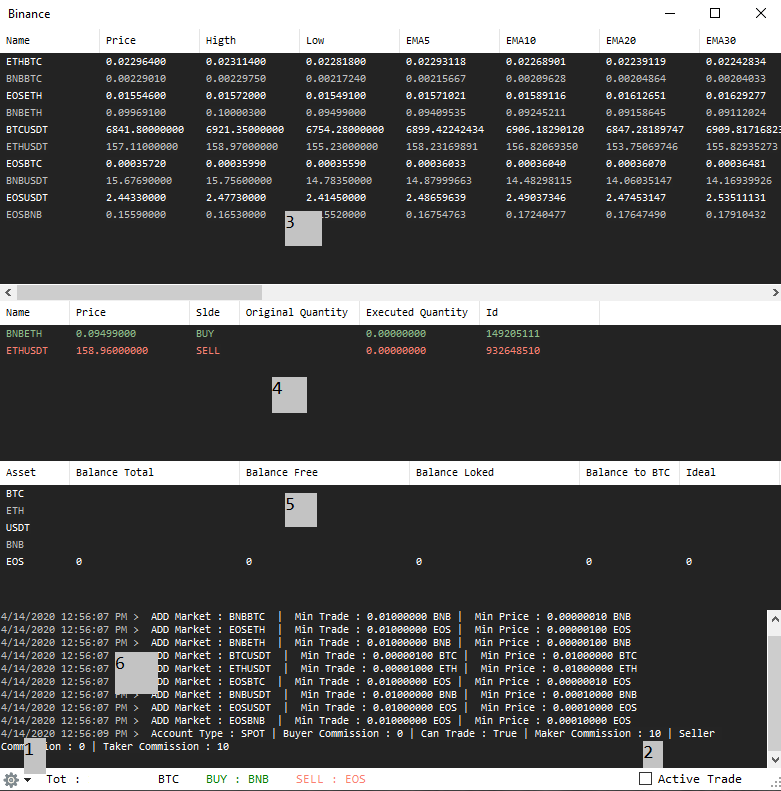 Binance
Name Price Higth Low EMA5 EMA10 EMA20 EMA30
ETHBTC 0.02296400 0.02311400 0.02281800 0.02293118 0.02268901 0.02239119 0.02242834
BNBBTC 0.00229010 0.00229750 0.00217240 0.00215667 0.00209628 0.00204864 0.00204033
EOSETH 0.01554600 0.01572000 0.01549100 0.01571021 0.01589116 0.01612651 0.01629277
BNBETH 0.09969100 0.10000300 0.09499000 0.09409535 0.09245211 0.09158645 0.09112024
BTCUSDT 6841.80000000 6921.35000000 6754.28000000 6899.42242434 6906.18290120 6847.28189747 6909.8171682
ETHUSDT 157.11000000 158.97000000 155.23000000 158.23169891 156.82069350 153.75069746 155.82935273
EOSBTC 0.00035720 0.00035990 0.00035590 0.00036033 0.00036040 0.00036070 0.00036481
BNBUSDT 15.67690000 15.75600000 14.78350000 14.87999663 14.48298115 14.06035147 14.16939926
EOSUSDT 2.44330000 2.47730000 2.41450000 2.48659639 2.49037346 2.47453147 2.53511131
EOSBNB 0.15590000 0.16530000 15520000 0.16754763 0.17240477 0.17647490 0.17910432
3
Name Price SIde Original Quantity Executed Quantity Id
BNBETH 0.09499000 BUY 0.00000000 149205111
ETHUSDT 158.96000000 SELL 0.00000000 932648510
4
Asset Balance Total Balance Free Balance Loked Balance to BTC Ideal
BTC
5
ETH
USDT
BNB
EOS 0 0 0 0 0
4/14/2020 12:56:07 PM > ADD Market : BNBBTC | Min Trade : 0.01000000 BNB | Min Price : 0.00000010 BNB
4/14/2020 12:56:07 PM > ADD Market : EOSETH | Min Trade : 0.01000000 EOS | Min Price : 0.00000100 EOS
4/14/2020 12:56:07 PM > ADD Market : BNBETH | Min Trade : 0.01000000 BNB | Min Price : 0.00000100 BNB
4/14/2020 12:56:07 ADD Market : BTCUSDT | Min Trade : 0.00000100 BTC | Min Price : 0.01000000 BTC
6
4/14/2020 12:56:07 ADD Market : ETHUSDT | Min Trade : 0.00001000 ETH | Min Price : 0.01000000 ETH
4/14/2020 12:56:07 ADD Market : EOSBTC | Min Trade : 0.01000000 EOS | Min Price : 0.00000010 EOS
4/14/2020 12:56:07 PM > ADD Market : BNBUSDT | Min Trade : 0.01000000 BNB | Min Price : 0.00010000 BNB
4/14/2020 12:56:07 PM > ADD Market : EOSUSDT | Min Trade : 0.01000000 EOS | Min Price : 0.00010000 EOS
4/14/2020 12:56:07 PM > ADD Market : EOSBNB | Min Trade : 0.01000000 EOS | Min Price : 0.00010000 EOS
4/14/2020 12:56:09 PM > Account Type : SPOT | Buyer Commission : 0 | Can Trade : True | Maker Commission : 10 | Seller
: 0 | Taker Commission : 10
1 2
Tot : BTC BUY : BNB SELL : EOS Active Trade